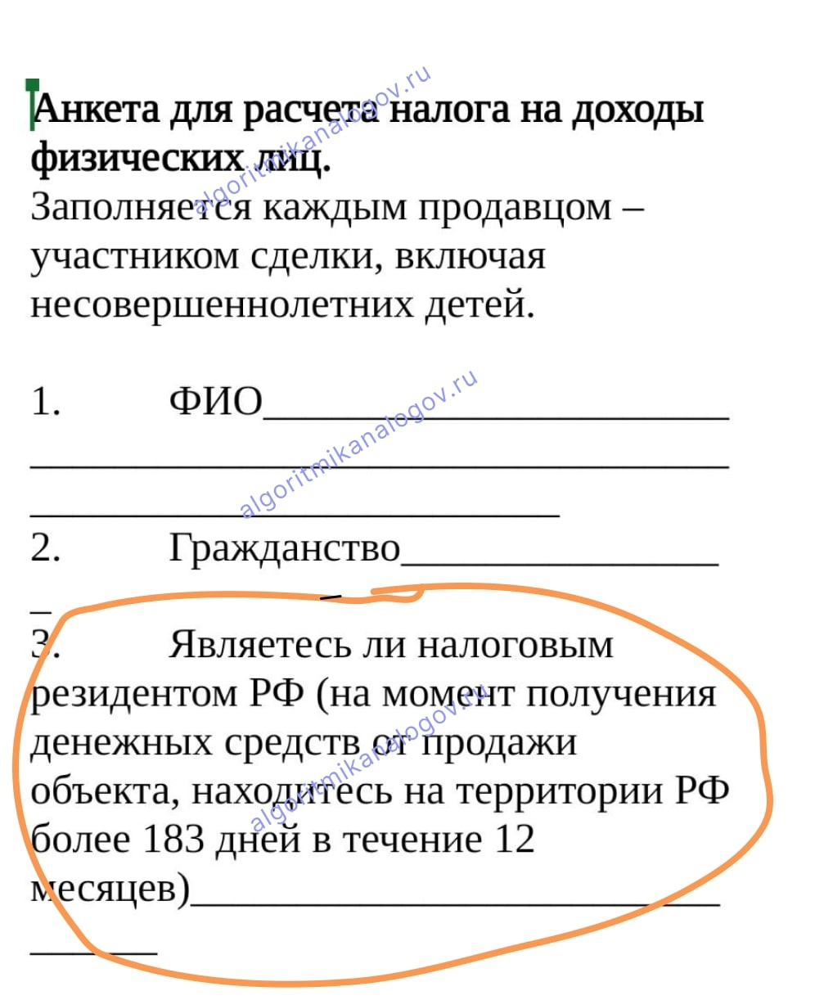 Анкета для расчета налога на доходы
физических лиц.
Заполняется каждым продавцом –
участником сделки, включая
несовершеннолетних детей.
1. ФИО______________________
_________________________________
_________________________
2. Гражданство_______________
_
3. Являетесь ли налоговым
резидентом РФ (на момент получения
денежных средств от продажи
объекта, находитесь на территории РФ
более 183 дней в течение 12
месяцев)_________________________
______
algoritmikanalogov.ru
algoritmikanalogov.ru
algoritmikanalogov.ru